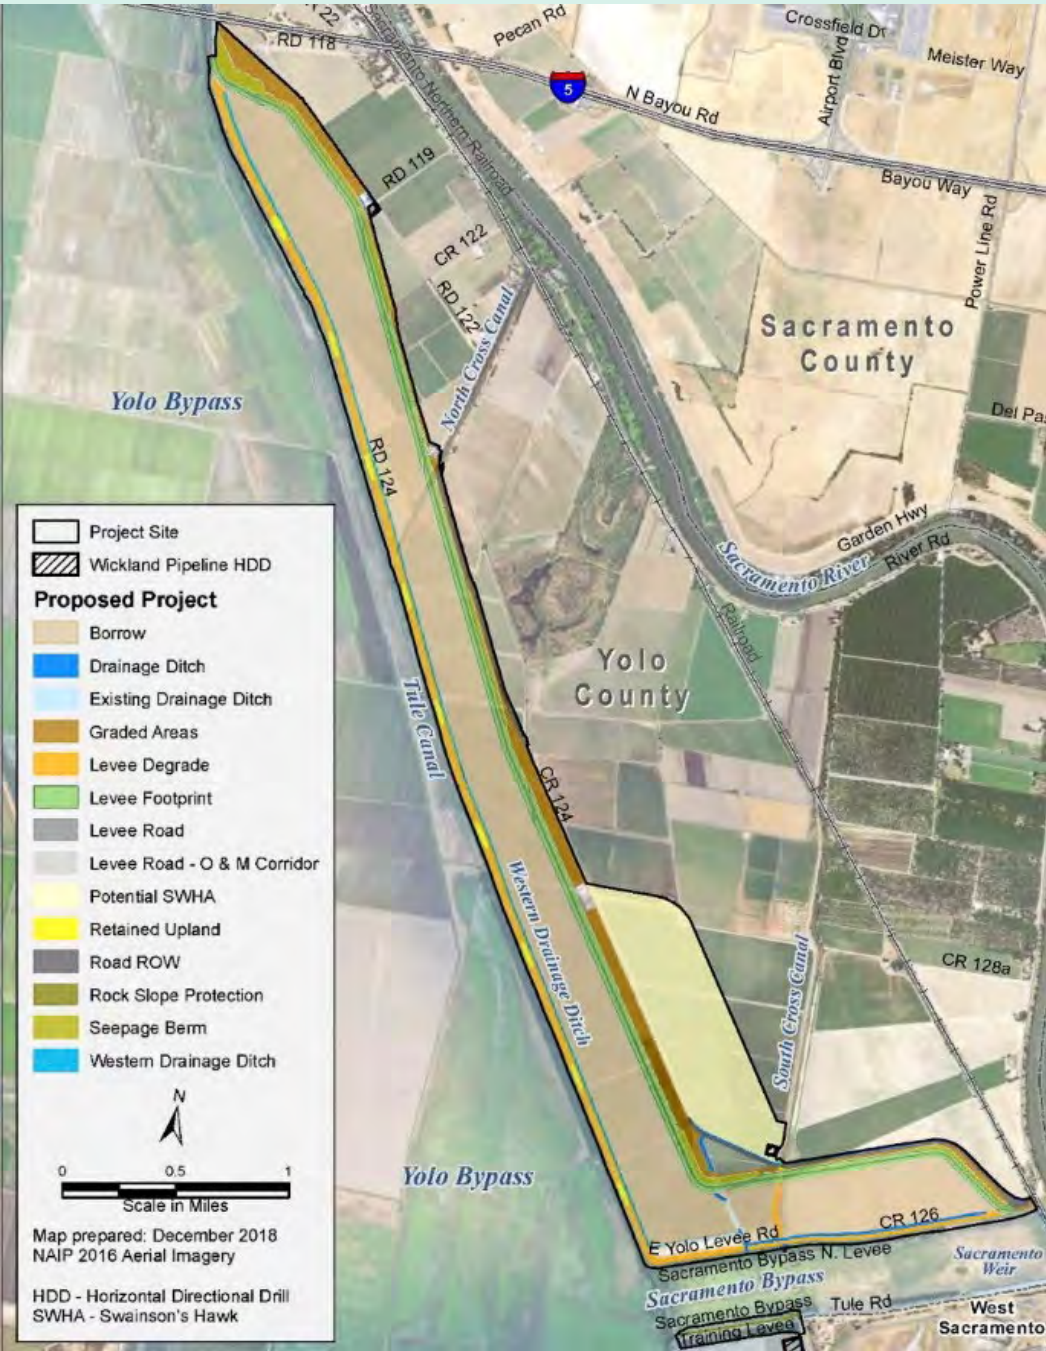 R 22
RD 118
Sacramento Northern Railroad
Pecan Rd
Crossfield Dr
Meister Way
Airport Blvd
5
N Bayou Rd
Bayou Way
Power Line Rd
RD 119
CR 122
RD 122
North Cross Canal
Sacramento
County
Yolo Bypass
Del Pas
RD 124
Garden Hwy
River Rd
Sacramento River
Railroad
Yolo
County
Tule Canal
CR 124
Western Drainage Ditch
South Cross Canal
CR 128a
Yolo Bypass
CR 126
E Yolo Levee Rd
Sacramento Bypass N. Levee
Sacramento
Weir
Sacramento Bypass
Tule Rd
West
Sacramento
Sacramento Bypass
Training Levee
Project Site
Wickland Pipeline HDD
Proposed Project
Borrow
Drainage Ditch
Existing Drainage Ditch
Graded Areas
Levee Degrade
Levee Footprint
Levee Road
Levee Road - O & M Corridor
Potential SWHA
Retained Upland
Road ROW
Rock Slope Protection
Seepage Berm
Western Drainage Ditch
N
0 0.5 1
Scale in Miles
Map prepared: December 2018
NAIP 2016 Aerial Imagery
HDD - Horizontal Directional Drill
SWHA - Swainson's Hawk